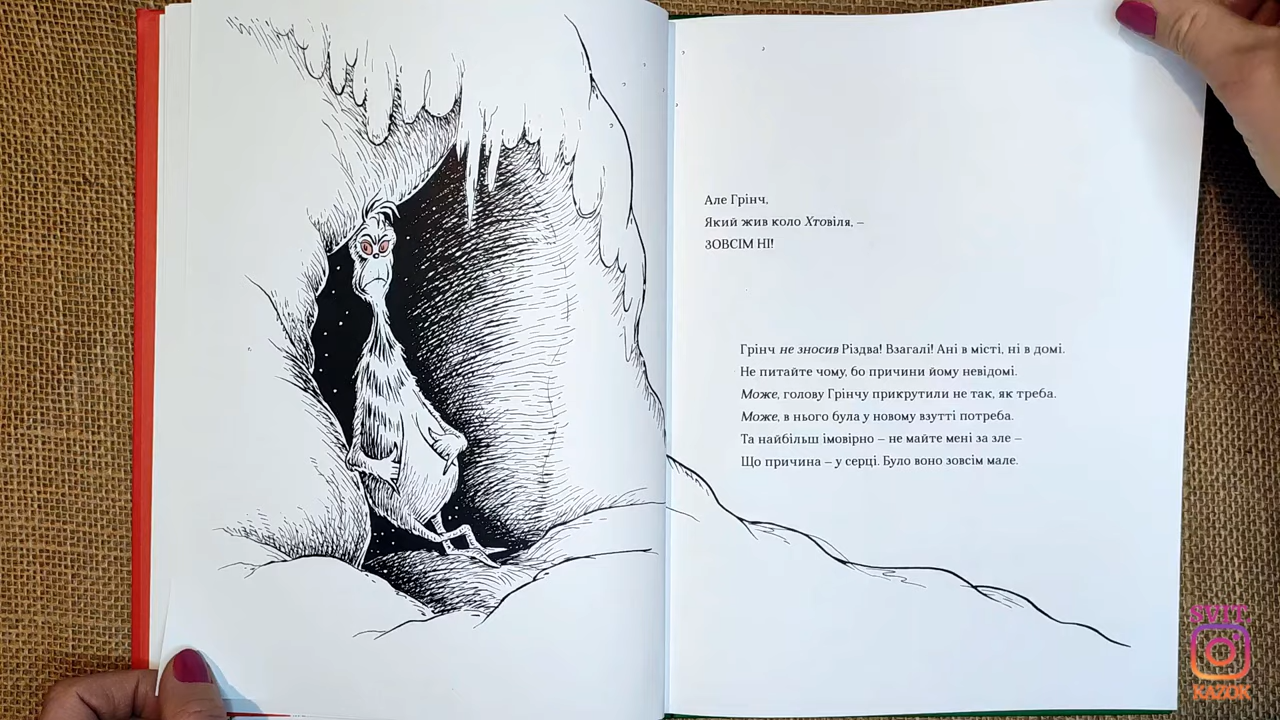 Але Грінч,
Який жив коло Хтовіля, –
ЗОВСІМ НІ!
Грінч не зносив Різдва! Взагалі! Ані в місті, ні в домі.
Не питайте чому, бо причини йому невідомі.
Може, голову Грінчу прикрутили не так, як треба.
Може, в нього була у новому взутті потреба.
Та найбільш імовірно – не майте мені за зле –
Що причина – у серці. Було воно зовсім мале.
SVIT
KAZOK